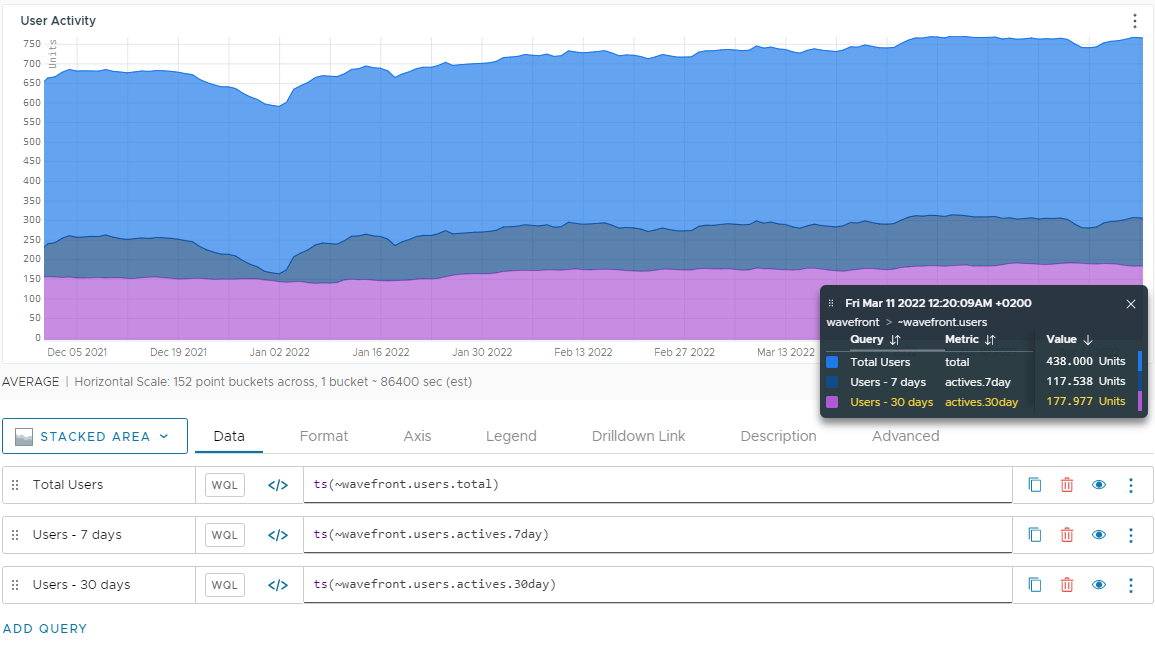 User Activity
Units
750
700
650
600
550
500
450
400
350
300
250
200
150
100
50
0
Dec 05 2021 Dec 19 2021 Jan 02 2022 Jan 16 2022 Jan 30 2022 Feb 13 2022 Feb 27 2022 Mar 13 2022
Fri Mar 11 2022 12:20:09AM +0200
wavefront > ~wavefront.users
Query Metric Value
Total Users total 438.000 Units
Users - 7 days actives.7day 117.538 Units
Users - 30 days actives.30day 177.977 Units
AVERAGE | Horizontal Scale: 152 point buckets across, 1 bucket ~ 86400 sec (est)
STACKED AREA Data Format Axis Legend Drilldown Link Description Advanced
Total Users WQL </> ts(~wavefront.users.total)
Users - 7 days WQL </> ts(~wavefront.users.actives.7day)
Users - 30 days WQL </> ts(~wavefront.users.actives.30day)
ADD QUERY